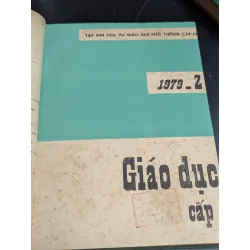 TẬP SAN CỦA VỤ GIÁO DỤC PHỔ THÔNG CẤP I
1979 _ 2
Giáo dục
cấp